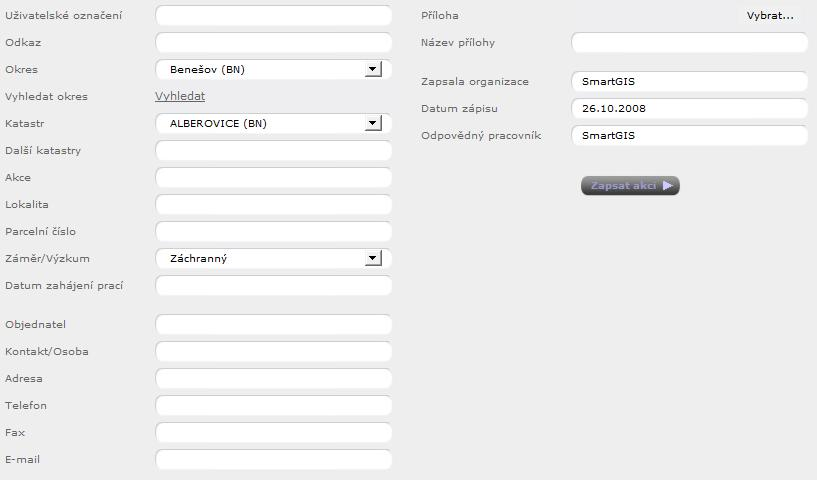 Uživatelské označení
Odkaz
Okres Benešov (BN)
Vyhledat okres Vyhledat
Katastr ALBEROVICE (BN)
Další katastry
Akce
Lokalita
Parcelní číslo
Záměr/Výzkum Záchranný
Datum zahájení prací
Objednatel
Kontakt/Osoba
Adresa
Telefon
Fax
E-mail
Příloha Vybrat...
Název přílohy
Zapsala organizace SmartGIS
Datum zápisu 26.10.2008
Odpovědný pracovník SmartGIS
Zapsat akci